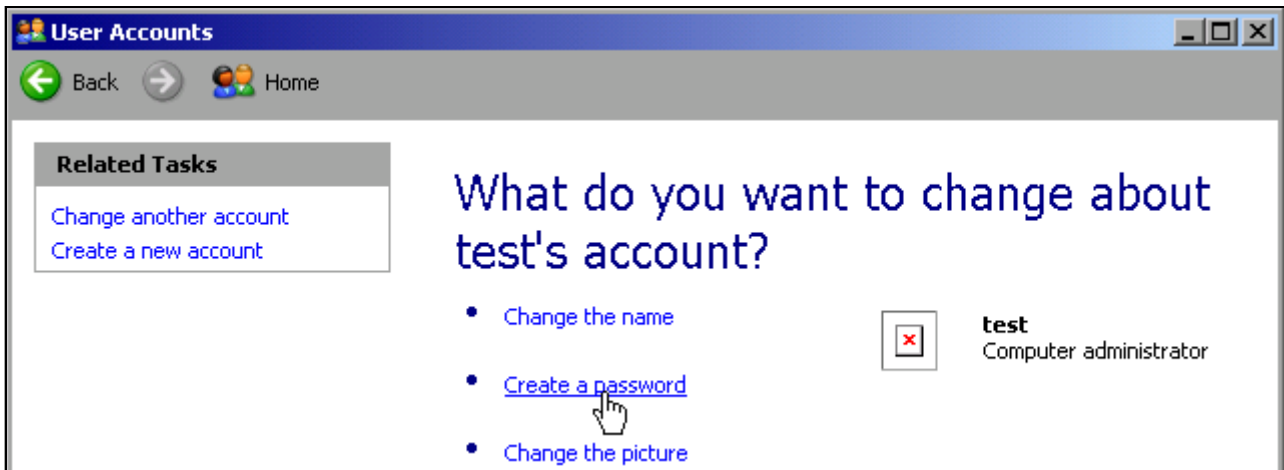 User Accounts
Back
Home
Related Tasks
Change another account
Create a new account
What do you want to change about
test's account?
Change the name
Create a password
Change the picture
test
Computer administrator